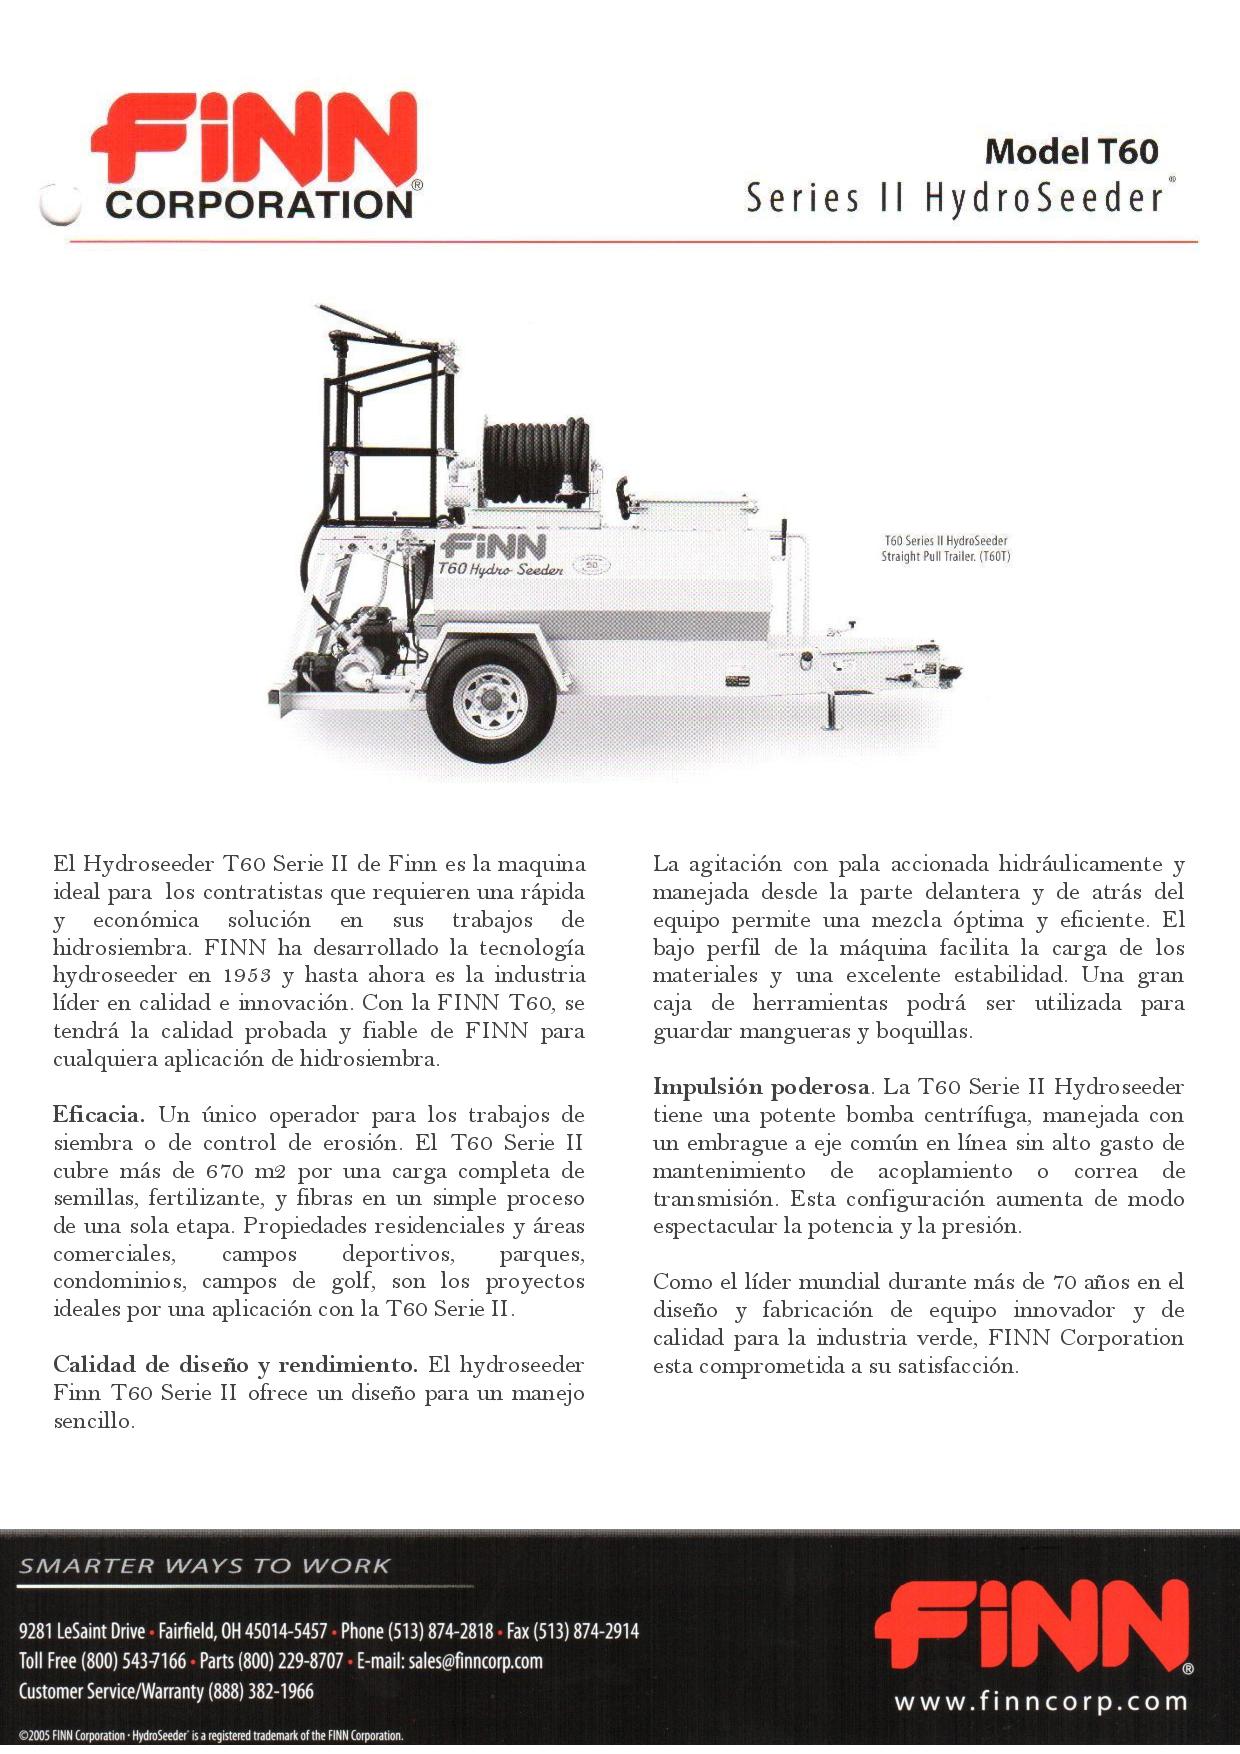 FINN
CORPORATION®
Model T60
Series II HydroSeeder®
FINN
T60 Hydro Seeder
50
T60 Series II HydroSeeder
Straight Pull Trailer. (T60T)
El Hydroseeder T60 Serie II de Finn es la maquina
ideal para los contratistas que requieren una rápida
y económica solución en sus trabajos de
hidrosiembra. FINN ha desarrollado la tecnología
hydroseeder en 1953 y hasta ahora es la industria
líder en calidad e innovación. Con la FINN T60, se
tendrá la calidad probada y fiable de FINN para
cualquiera aplicación de hidrosiembra.
Eficacia. Un único operador para los trabajos de
siembra o de control de erosión. El T60 Serie II
cubre más de 670 m2 por una carga completa de
semillas, fertilizante, y fibras en un simple proceso
de una sola etapa. Propiedades residenciales y áreas
comerciales, campos deportivos, parques,
condominios, campos de golf, son los proyectos
ideales por una aplicación con la T60 Serie II.
Calidad de diseño y rendimiento. El hydroseeder
Finn T60 Serie II ofrece un diseño para un manejo
sencillo.
La agitación con pala accionada hidráulicamente y
manejada desde la parte delantera y de atrás del
equipo permite una mezcla óptima y eficiente. El
bajo perfil de la máquina facilita la carga de los
materiales y una excelente estabilidad. Una gran
caja de herramientas podrá ser utilizada para
guardar mangueras y boquillas.
Impulsión poderosa. La T60 Serie II Hydroseeder
tiene una potente bomba centrífuga, manejada con
un embrague a eje común en línea sin alto gasto de
mantenimiento de acoplamiento o correa de
transmisión. Esta configuración aumenta de modo
espectacular la potencia y la presión.
Como el líder mundial durante más de 70 años en el
diseño y fabricación de equipo innovador y de
calidad para la industria verde, FINN Corporation
esta comprometida a su satisfacción.
SMARTER WAYS TO WORK
9281 LeSaint Drive • Fairfield, OH 45014-5457 • Phone (513) 874-2818 • Fax (513) 874-2914
Toll Free (800) 543-7166 • Parts (800) 229-8707 • E-mail: sales@finncorp.com
Customer Service/Warranty (888) 382-1966
©2005 FINN Corporation · HydroSeeder® is a registered trademark of the FINN Corporation.
FINN®
www.finncorp.com